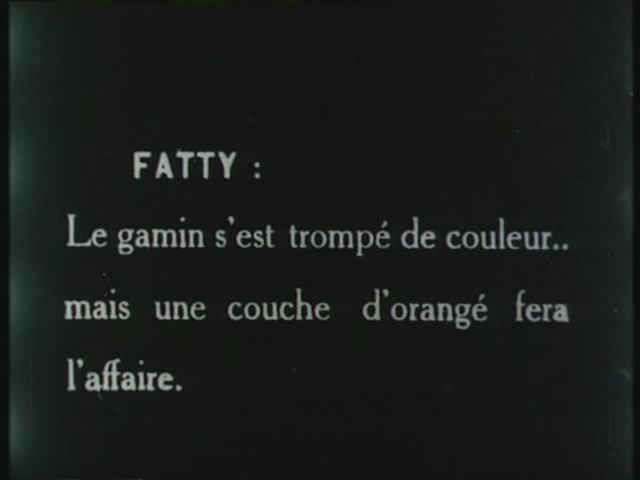 FATTY :
Le gamin s'est trompé de couleur..
mais une couche d'orangé fera
l'affaire.